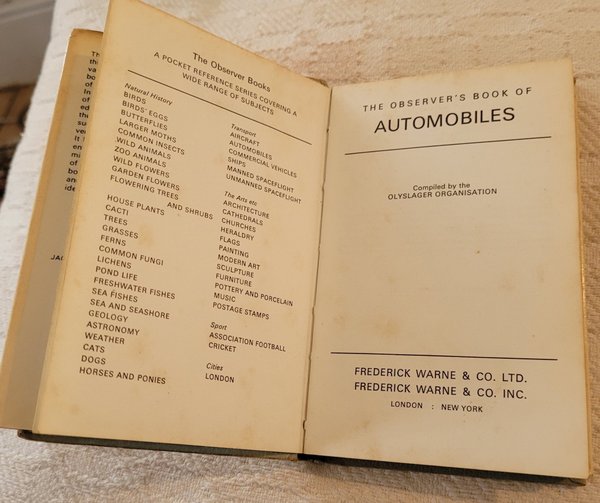 The Observer Books
A POCKET REFERENCE SERIES COVERING A
WIDE RANGE OF SUBJECTS
Natural History
BIRDS
BIRDS' EGGS
BUTTERFLIES
LARGER MOTHS
COMMON INSECTS
WILD ANIMALS
ZOO ANIMALS
WILD FLOWERS
GARDEN FLOWERS
FLOWERING TREES
AND SHRUBS
HOUSE PLANTS
CACTI
TREES
GRASSES
FERNS
COMMON FUNGI
LICHENS
POND LIFE
FRESHWATER FISHES
SEA FISHES
SEA AND SEASHORE
GEOLOGY
ASTRONOMY
WEATHER
CATS
DOGS
HORSES AND PONIES
Transport
AIRCRAFT
AUTOMOBILES
COMMERCIAL VEHICLES
SHIPS
MANNED SPACEFLIGHT
UNMANNED SPACEFLIGHT
The Arts etc
ARCHITECTURE
CATHEDRALS
CHURCHES
HERALDRY
FLAGS
PAINTING
MODERN ART
SCULPTURE
FURNITURE
POTTERY AND PORCELAIN
MUSIC
POSTAGE STAMPS
Sport
ASSOCIATION FOOTBALL
CRICKET
Cities
LONDON
THE OBSERVER'S BOOK OF
AUTOMOBILES
Compiled by the
OLYSLAGER ORGANISATION
FREDERICK WARNE & CO. LTD.
FREDERICK WARNE & CO. INC.
LONDON : NEW YORK